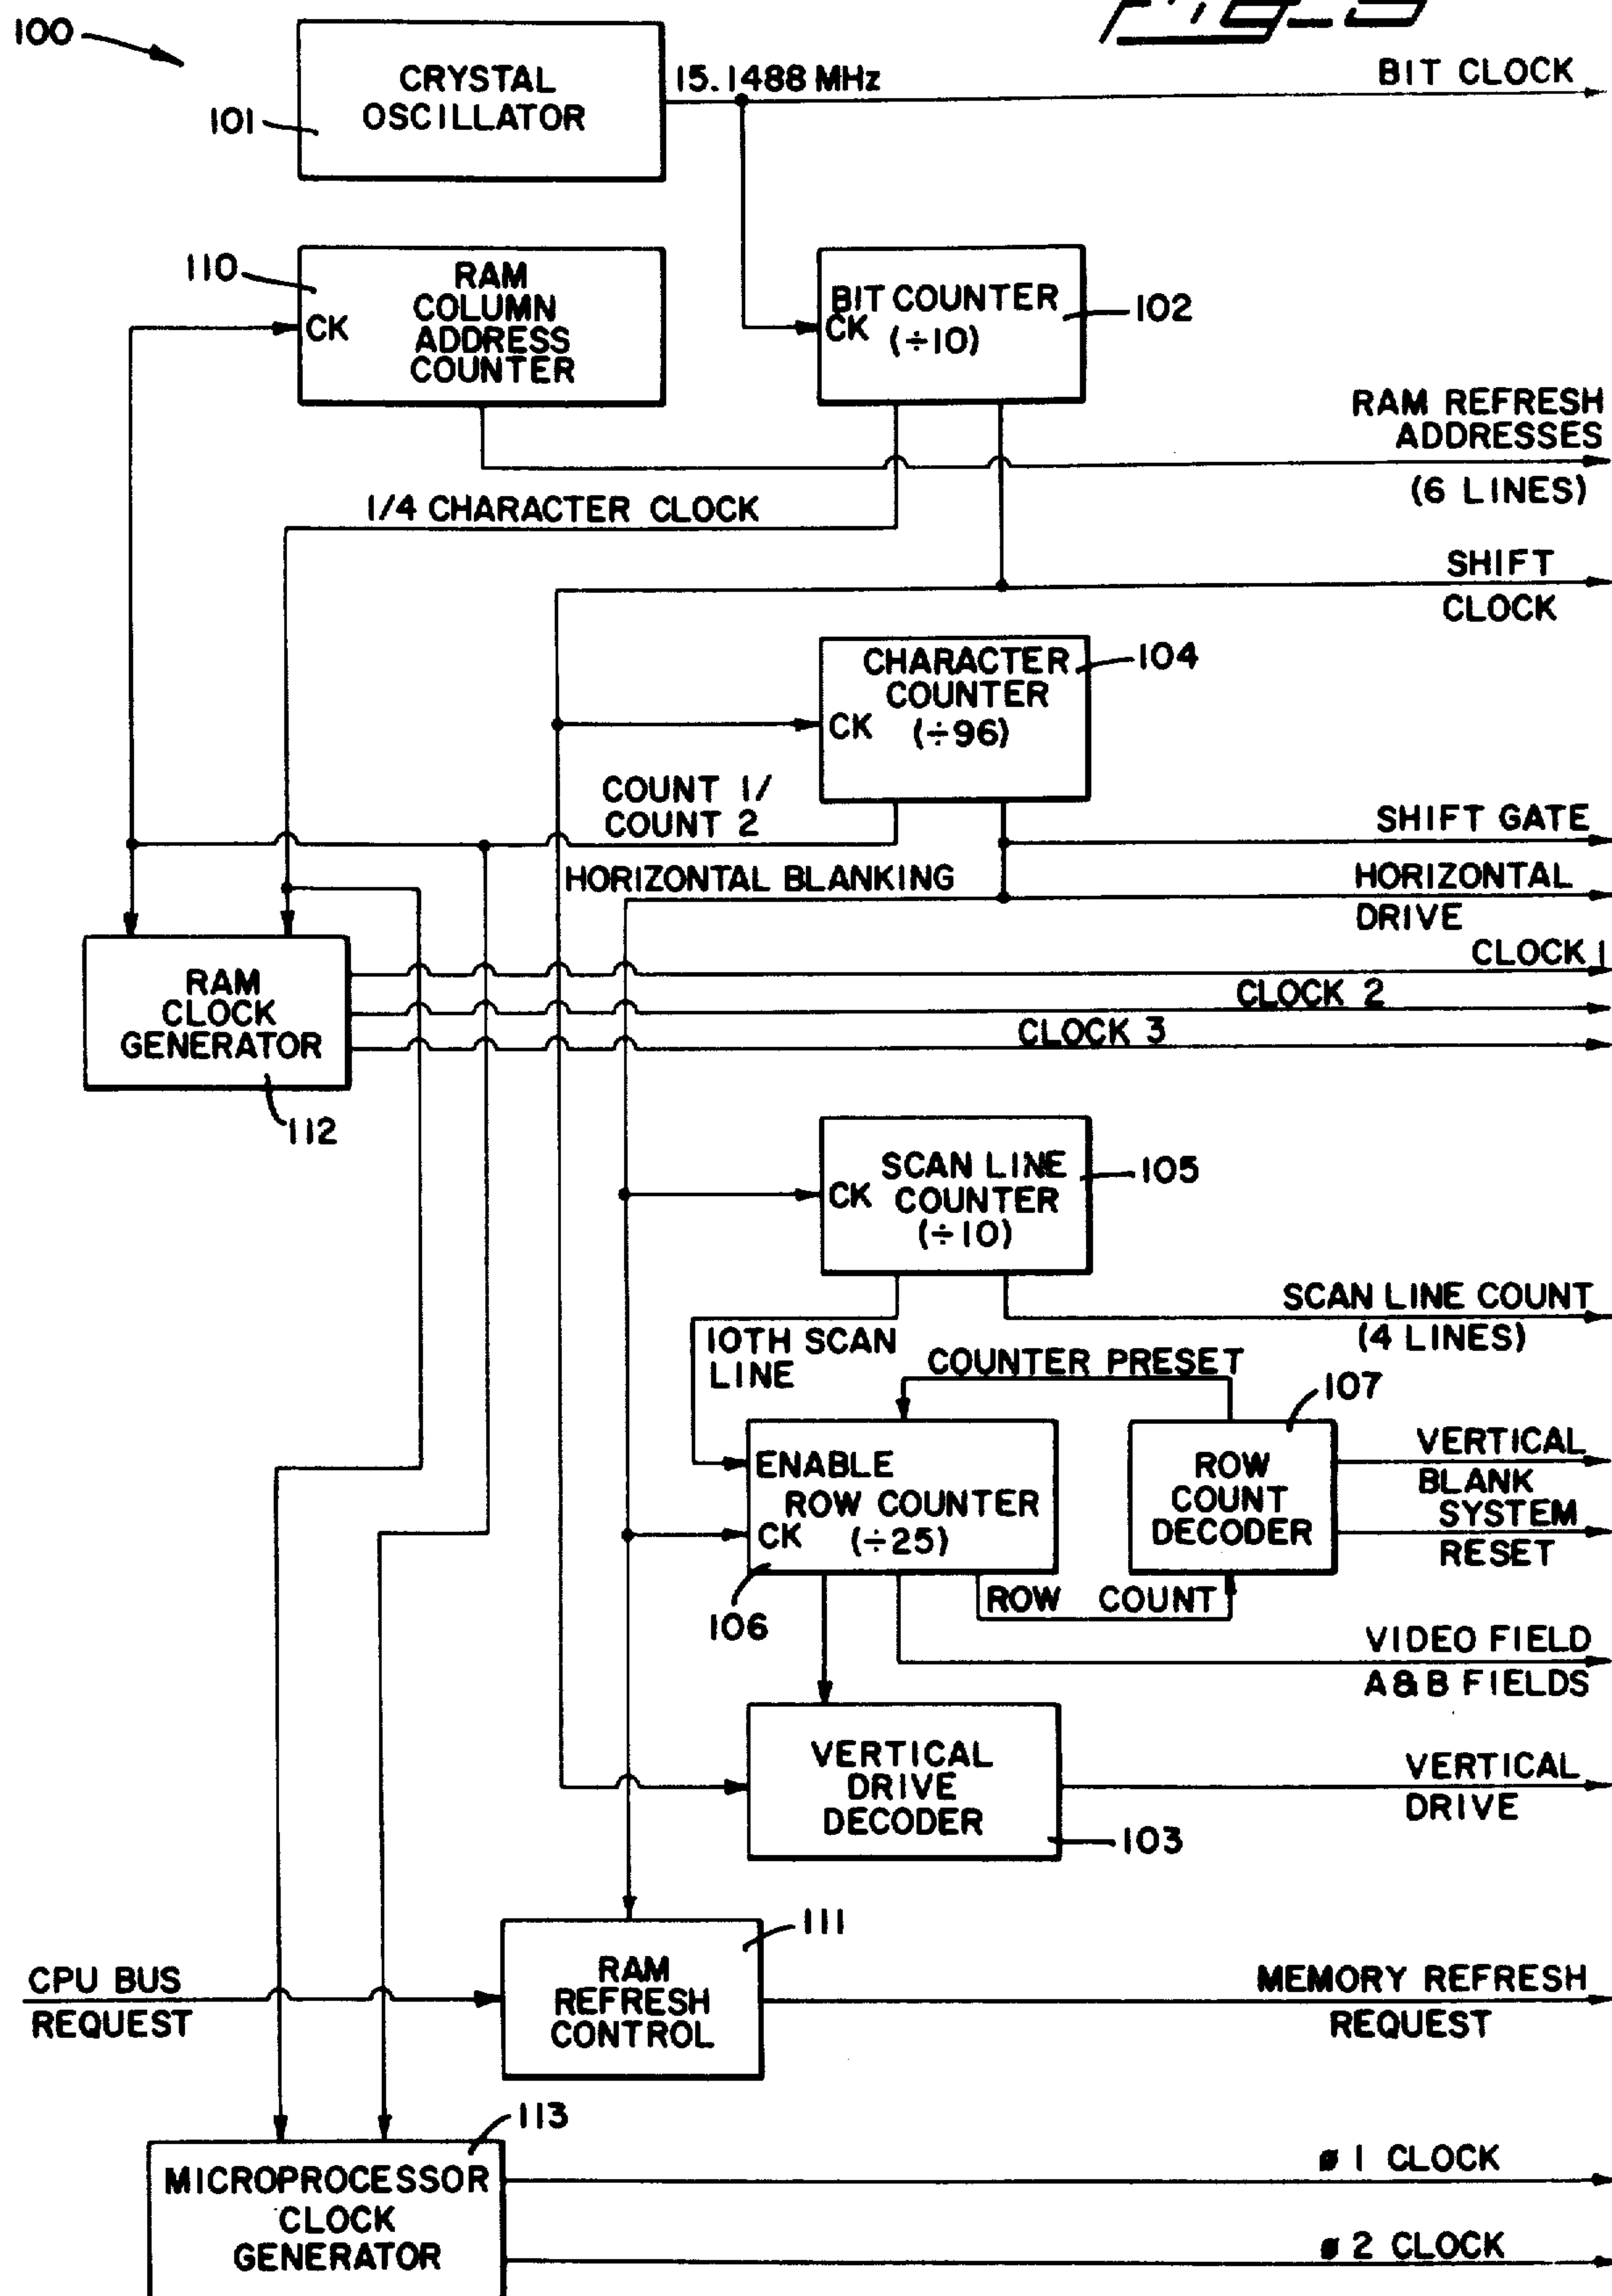 100
CRYSTAL
OSCILLATOR
101
15.1488 MHz
BIT CLOCK
110
RAM
COLUMN
ADDRESS
COUNTER
CK
BIT COUNTER
CK (÷10)
102
RAM REFRESH
ADDRESSES
(6 LINES)
1/4 CHARACTER CLOCK
SHIFT
CLOCK
CHARACTER
COUNTER
CK (÷96)
104
COUNT 1/
COUNT 2
SHIFT GATE
HORIZONTAL BLANKING
HORIZONTAL
DRIVE
RAM
CLOCK
GENERATOR
112
CLOCK 1
CLOCK 2
CLOCK 3
SCAN LINE
CK COUNTER
(÷10)
105
SCAN LINE COUNT
(4 LINES)
10TH SCAN
LINE
COUNTER PRESET
107
ENABLE
ROW COUNTER
CK (÷25)
106
ROW
COUNT
DECODER
VERTICAL
BLANK
SYSTEM
RESET
ROW COUNT
VIDEO FIELD
A&B FIELDS
VERTICAL
DRIVE
DECODER
103
VERTICAL
DRIVE
111
CPU BUS
REQUEST
RAM
REFRESH
CONTROL
MEMORY REFRESH
REQUEST
113
MICROPROCESSOR
CLOCK
GENERATOR
ø 1 CLOCK
ø 2 CLOCK